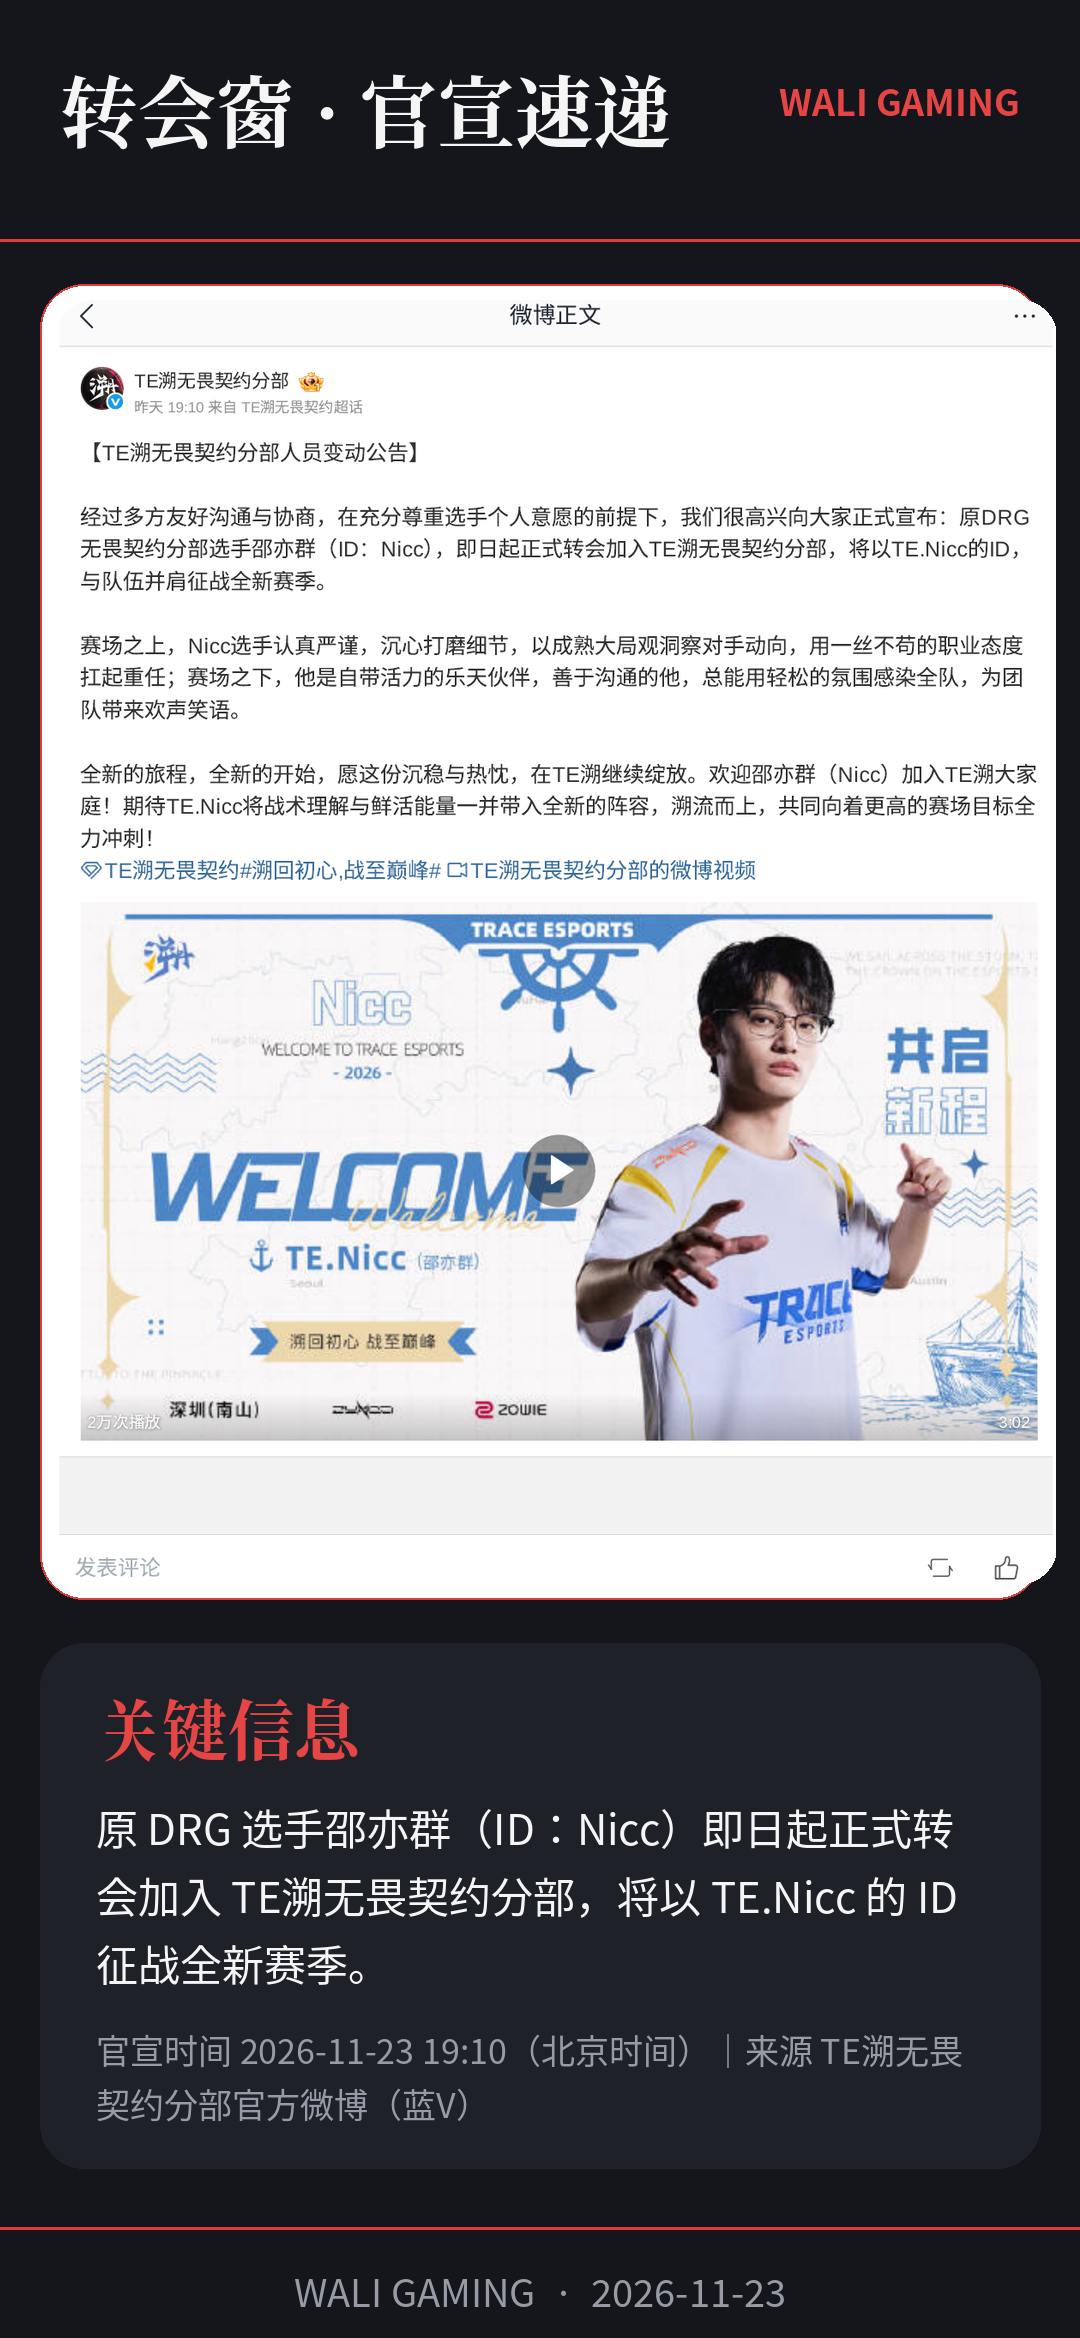 转会窗 · 官宣速递
WALI GAMING
微博正文
TE溯无畏契约分部
昨天 19:10 来自 TE溯无畏契约超话
【TE溯无畏契约分部人员变动公告】
经过多方友好沟通与协商，在充分尊重选手个人意愿的前提下，我们很高兴向大家正式宣布：原DRG
无畏契约分部选手邵亦群（ID：Nicc），即日起正式转会加入TE溯无畏契约分部，将以TE.Nicc的ID，
与队伍并肩征战全新赛季。
赛场之上，Nicc选手认真严谨，沉心打磨细节，以成熟大局观洞察对手动向，用一丝不苟的职业态度
扛起重任；赛场之下，他是自带活力的乐天伙伴，善于沟通的他，总能用轻松的氛围感染全队，为团
队带来欢声笑语。
全新的旅程，全新的开始，愿这份沉稳与热忱，在TE溯继续绽放。欢迎邵亦群（Nicc）加入TE溯大家
庭！期待TE.Nicc将战术理解与鲜活能量一并带入全新的阵容，溯流而上，共同向着更高的赛场目标全
力冲刺！
TE溯无畏契约#溯回初心,战至巅峰# TE溯无畏契约分部的微博视频
TRACE ESPORTS
溯
Nicc
WELCOME TO TRACE ESPORTS
- 2026 -
共启
新程
WELCOME
Welcome
TE.Nicc（邵亦群）
Seoul
Austin
TRACE
ESPORTS
溯回初心 战至巅峰
深圳(南山)
ZOWIE
2万次播放
3:02
发表评论
关键信息
原 DRG 选手邵亦群（ID：Nicc）即日起正式转
会加入 TE溯无畏契约分部，将以 TE.Nicc 的 ID
征战全新赛季。
官宣时间 2026-11-23 19:10（北京时间）｜来源 TE溯无畏
契约分部官方微博（蓝V）
WALI GAMING · 2026-11-23